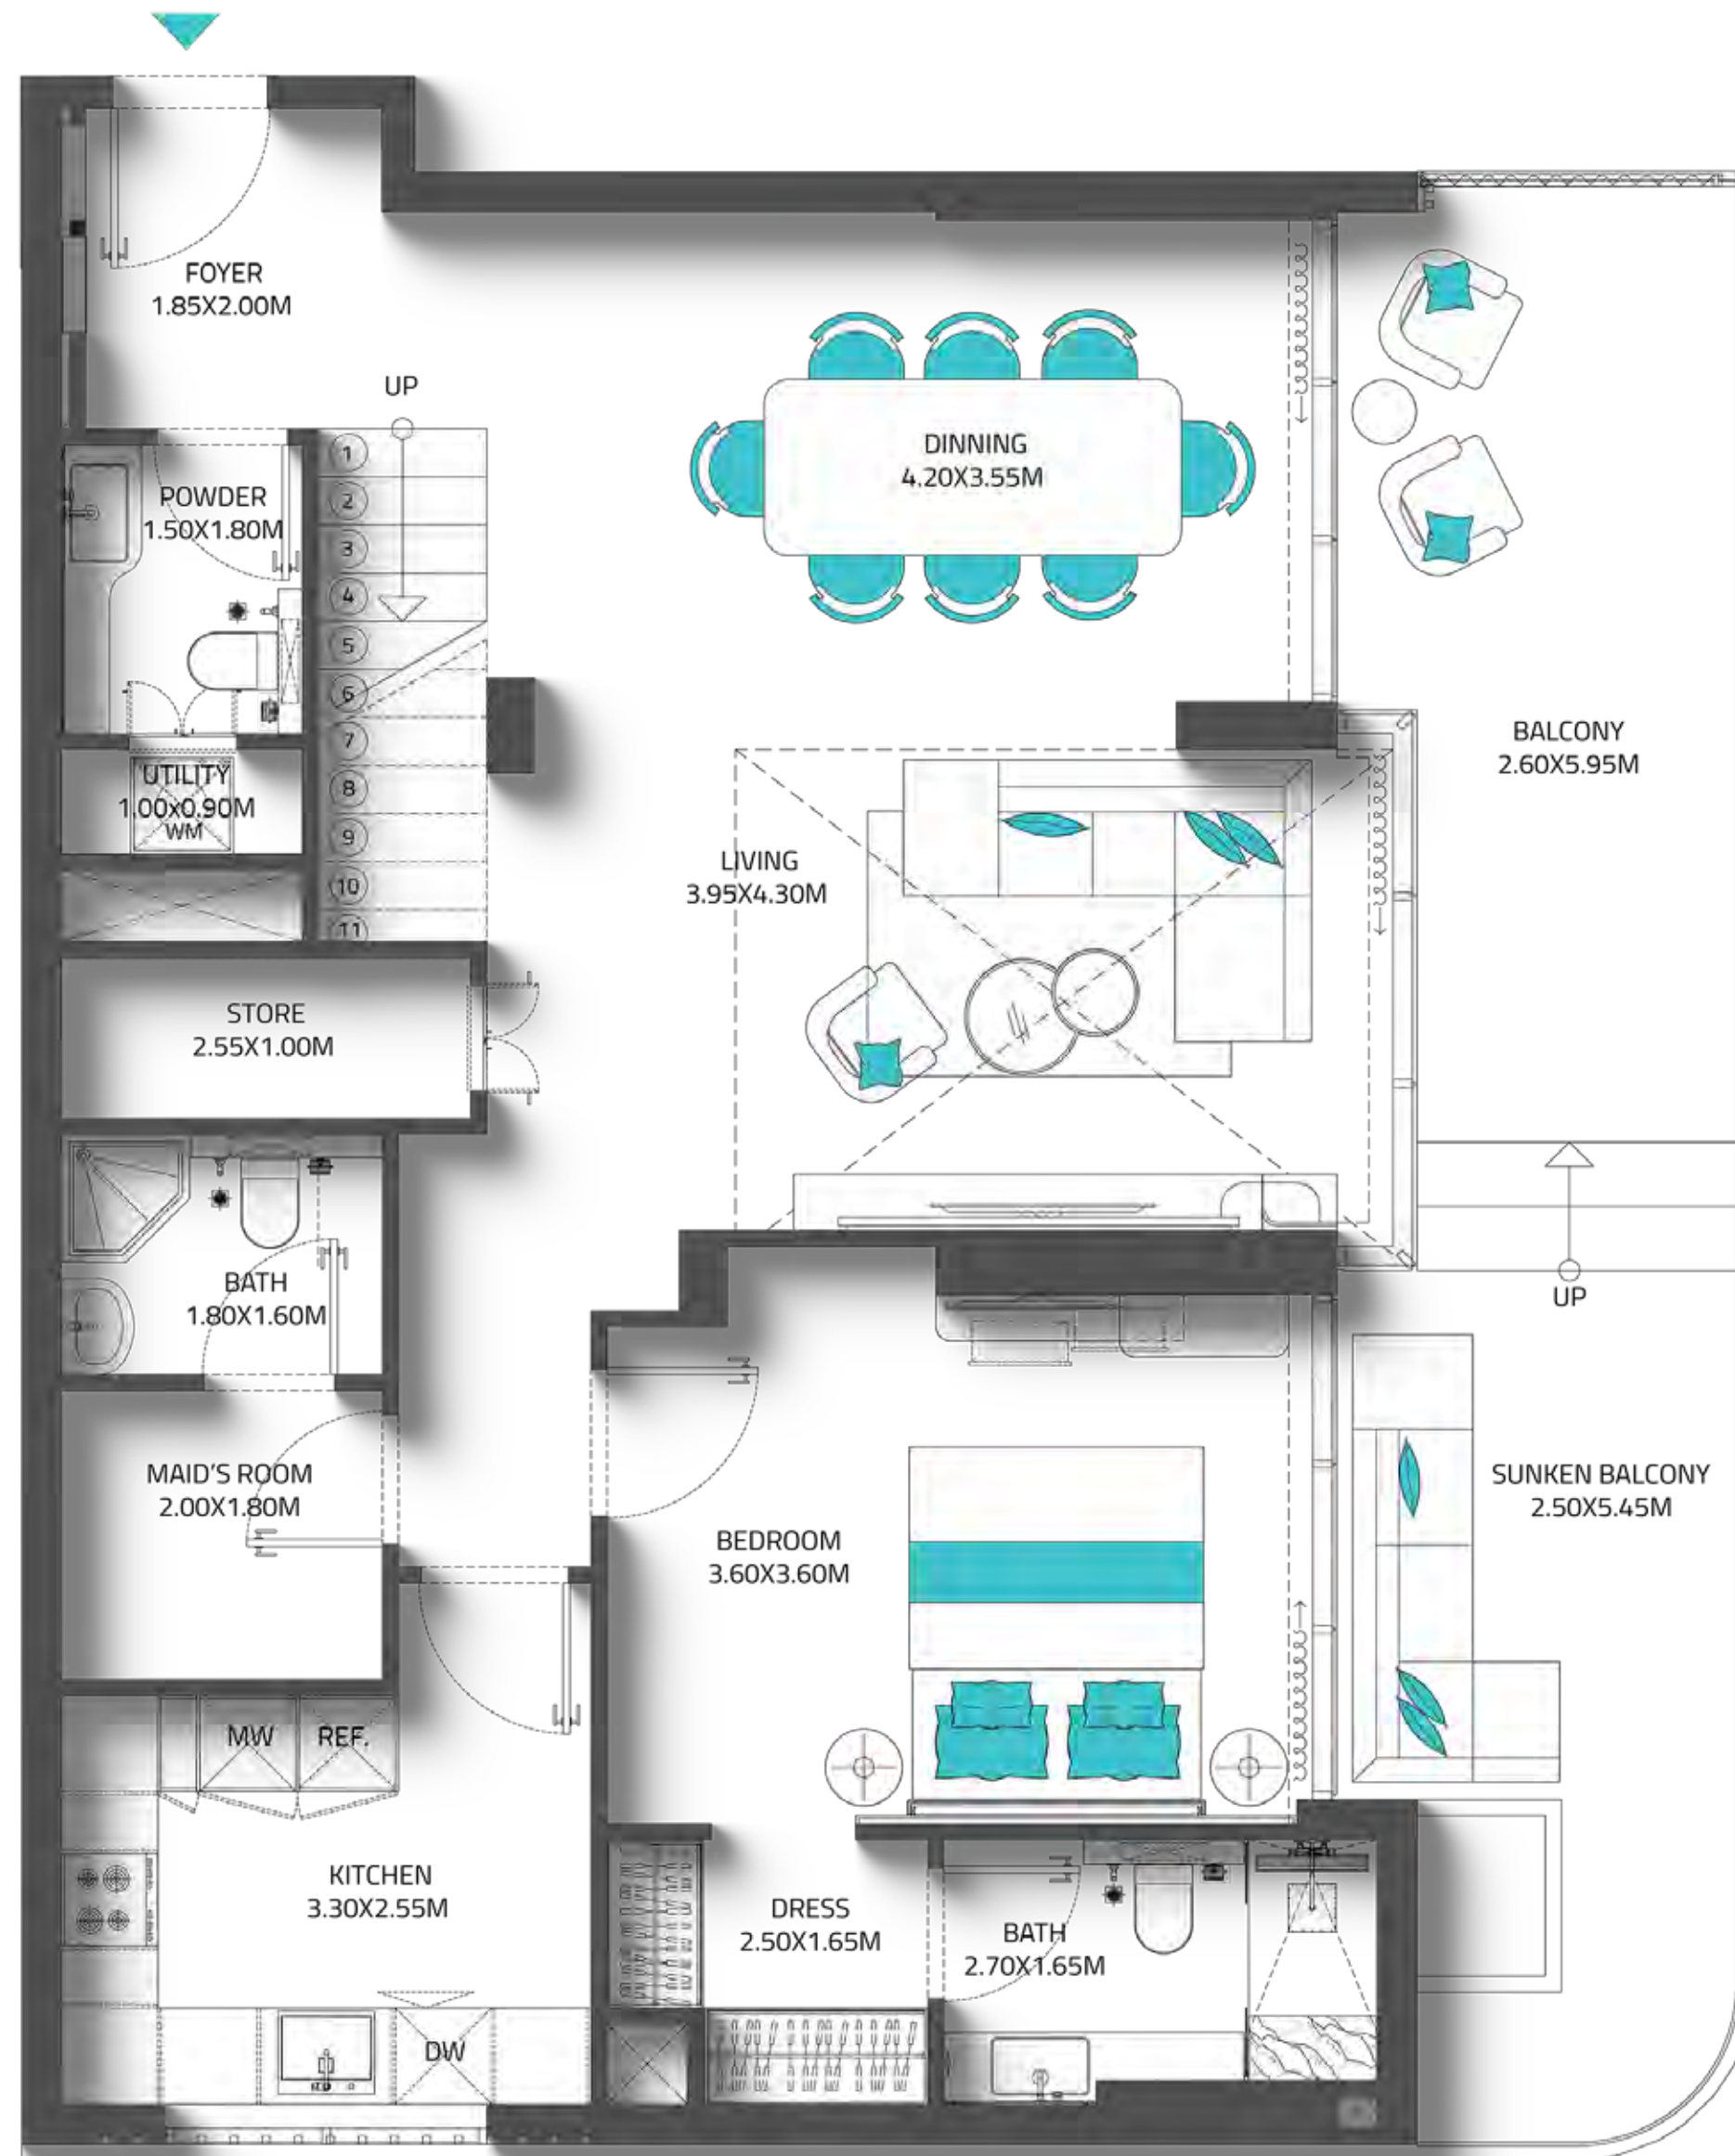 FOYER
1.85X2.00M
UP
DINNING
4.20X3.55M
POWDER
1.50X1.80M
1
2
3
4
5
6
7
8
9
10
11
BALCONY
2.60X5.95M
UTILITY
1.00x0.90M
WM
LIVING
3.95X4.30M
STORE
2.55X1.00M
BATH
1.80X1.60M
UP
MAID'S ROOM
2.00X1.80M
SUNKEN BALCONY
2.50X5.45M
BEDROOM
3.60X3.60M
MW
REF.
KITCHEN
3.30X2.55M
DRESS
2.50X1.65M
BATH
2.70X1.65M
DW